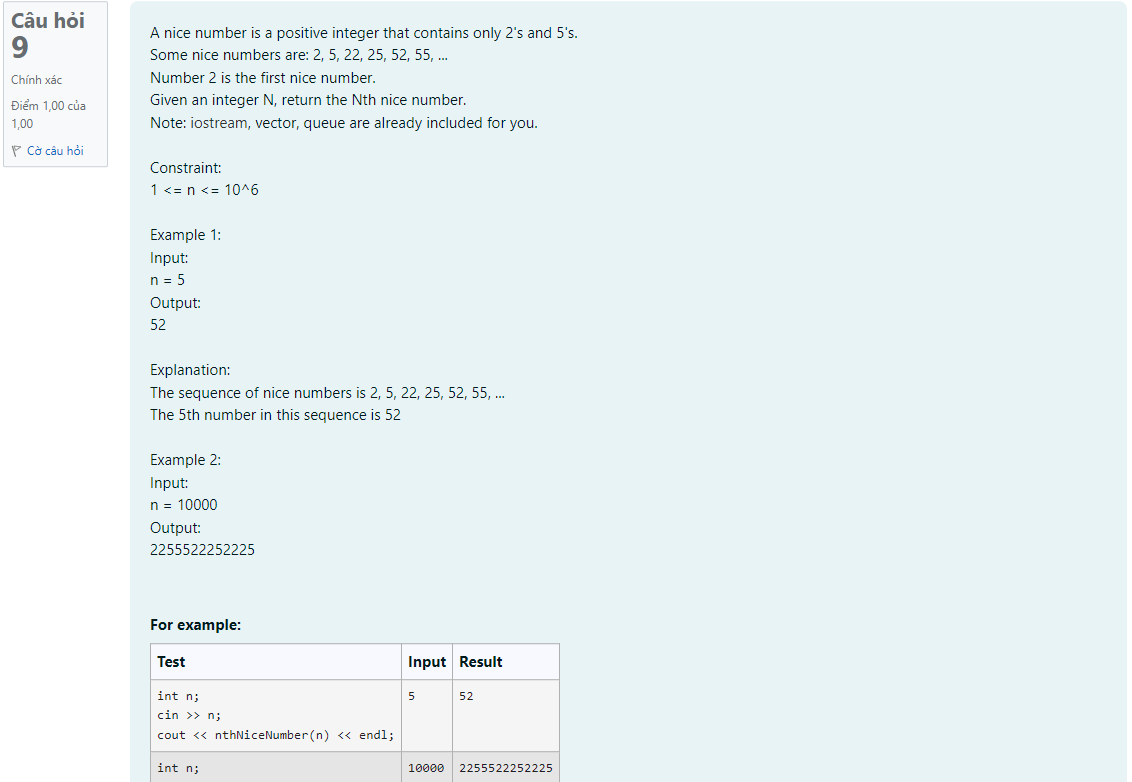 Câu hỏi
9
Chính xác
Điểm 1,00 của
1,00
Cờ câu hỏi
A nice number is a positive integer that contains only 2's and 5's.
Some nice numbers are: 2, 5, 22, 25, 52, 55, ...
Number 2 is the first nice number.
Given an integer N, return the Nth nice number.
Note: iostream, vector, queue are already included for you.
Constraint:
1 <= n <= 10^6
Example 1:
Input:
n = 5
Output:
52
Explanation:
The sequence of nice numbers is 2, 5, 22, 25, 52, 55, ...
The 5th number in this sequence is 52
Example 2:
Input:
n = 10000
Output:
2255522252225
For example:
Test Input Result
int n; 5 52
cin >> n;
cout << nthNiceNumber(n) << endl;
int n; 10000 2255522252225